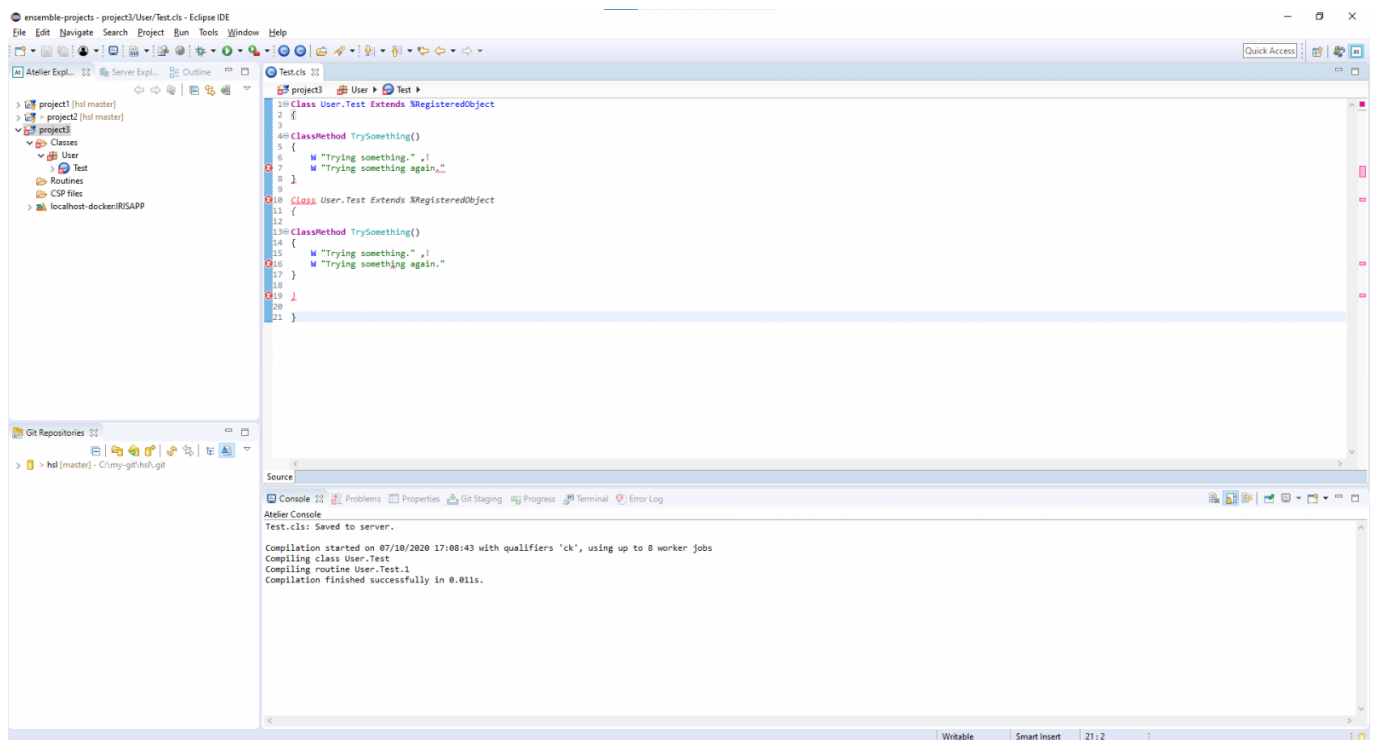 ensemble-projects - project3/User/Test.cls - Eclipse IDE
File Edit Navigate Search Project Run Tools Window Help
Quick Access
Atelier Expl... Server Expl... Outline
Test.cls
project3 User Test
project1 [hsl master]
> project2 [hsl master]
project3
Classes
User
Test
Routines
CSP files
localhost-docker:IRISAPP
1 Class User.Test Extends %RegisteredObject
2 {
3
4 ClassMethod TrySomething()
5 {
6 W "Trying something." ,!
7 W "Trying something again,"
8 }
9
10 Class User.Test Extends %RegisteredObject
11 {
12
13 ClassMethod TrySomething()
14 {
15 W "Trying something." ,!
16 W "Trying something again."
17 }
18
19 }
20
21 }
Source
Git Repositories
> hsl [master] - C:\my-git\hsl\.git
Console Problems Properties Git Staging Progress Terminal Error Log
Atelier Console
Test.cls: Saved to server.
Compilation started on 07/10/2020 17:08:43 with qualifiers 'ck', using up to 8 worker jobs
Compiling class User.Test
Compiling routine User.Test.1
Compilation finished successfully in 0.011s.
Writable Smart Insert 21 : 2